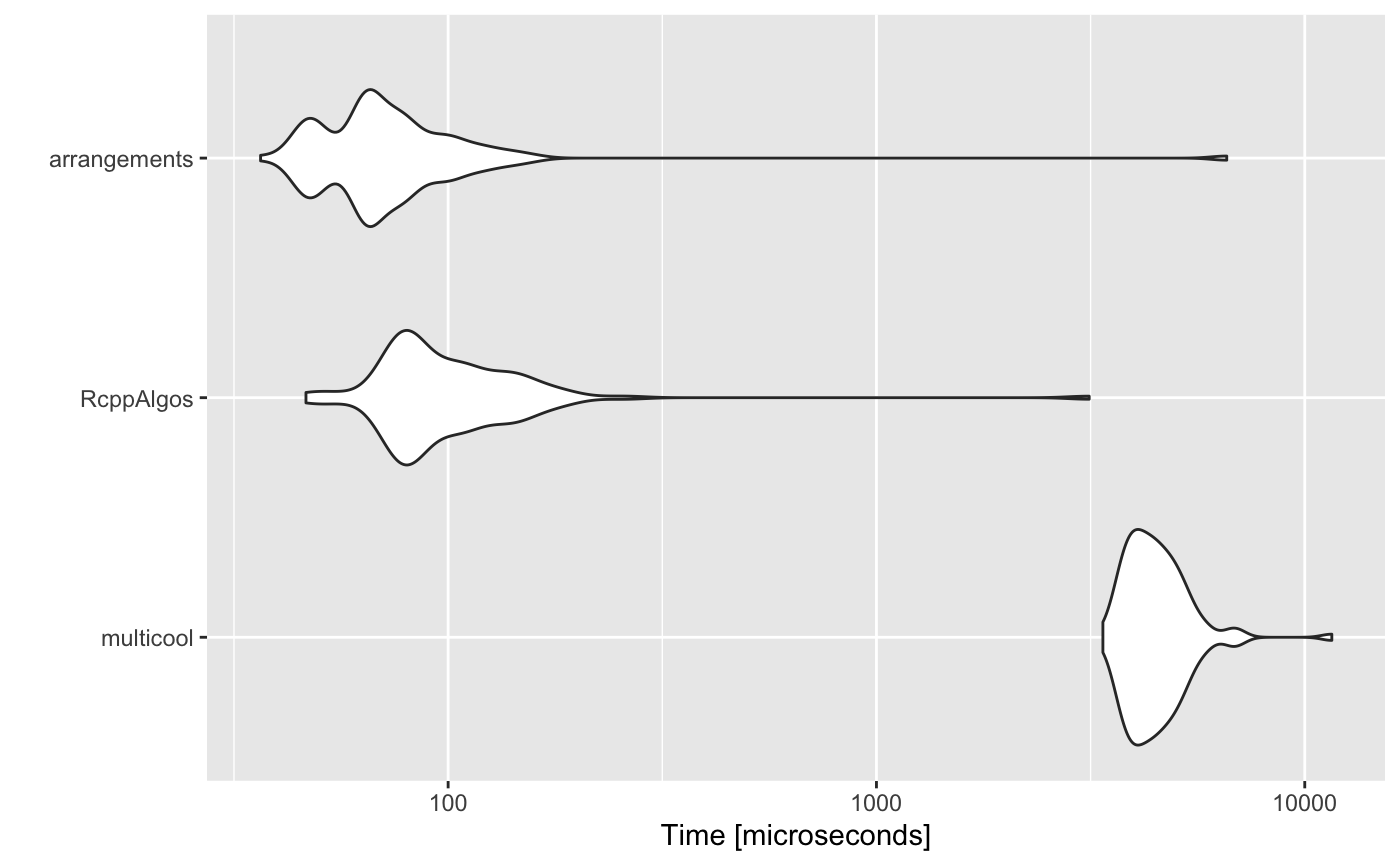 arrangements
RcppAlgos
multicool
100 1000 10000
Time [microseconds]